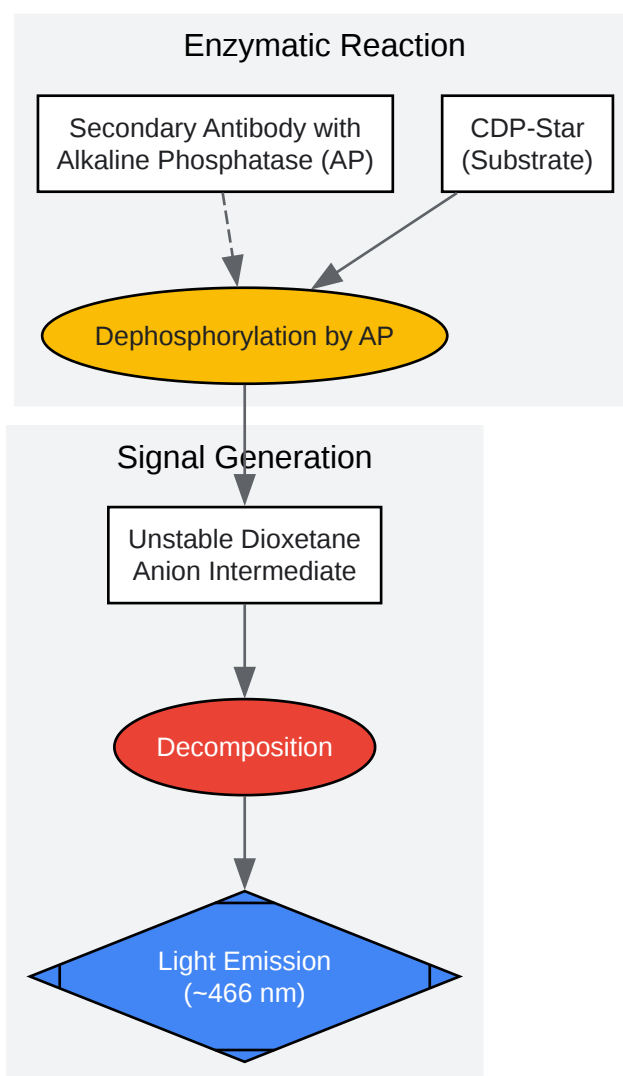 Enzymatic Reaction
Secondary Antibody with
Alkaline Phosphatase (AP)
CDP-Star
(Substrate)
Dephosphorylation by AP
Signal Generation
Unstable Dioxetane
Anion Intermediate
Decomposition
Light Emission
(~466 nm)